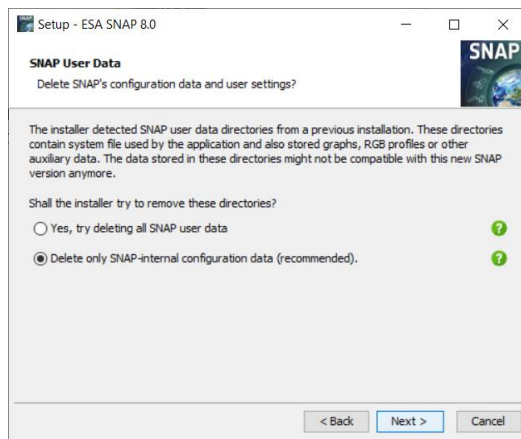 Setup - ESA SNAP 8.0
SNAP
SNAP User Data
Delete SNAP's configuration data and user settings?
The installer detected SNAP user data directories from a previous installation. These directories
contain system file used by the application and also stored graphs, RGB profiles or other
auxiliary data. The data stored in these directories might not be compatible with this new SNAP
version anymore.
Shall the installer try to remove these directories?
Yes, try deleting all SNAP user data
?
Delete only SNAP-internal configuration data (recommended).
?
< Back
Next >
Cancel